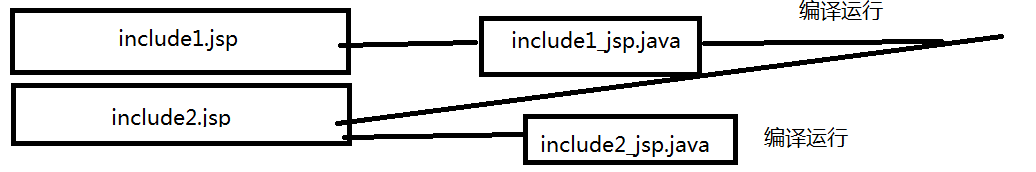 编译运行
include1.jsp
include1_jsp.java
include2.jsp
include2_jsp.java
编译运行